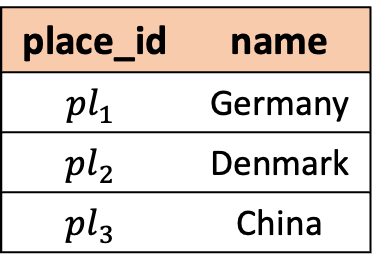 place_id name
pl₁ Germany
pl₂ Denmark
pl₃ China